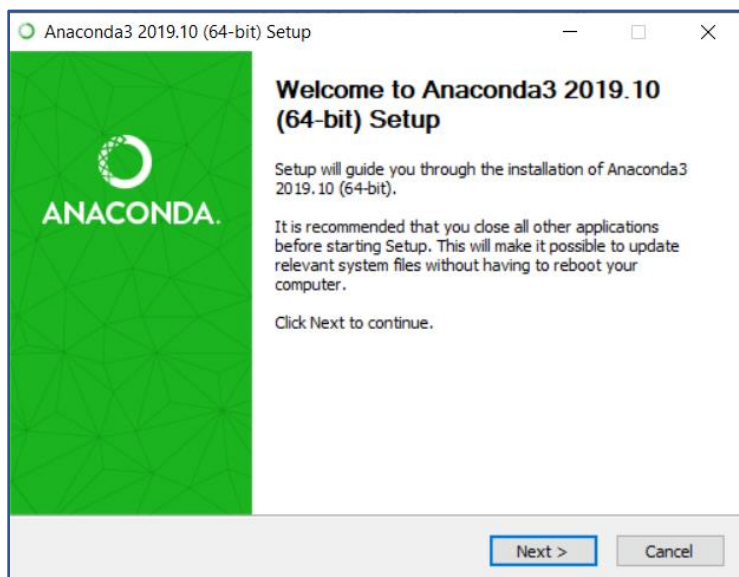 Anaconda3 2019.10 (64-bit) Setup
ANACONDA.
Welcome to Anaconda3 2019.10
(64-bit) Setup
Setup will guide you through the installation of Anaconda3
2019.10 (64-bit).
It is recommended that you close all other applications
before starting Setup. This will make it possible to update
relevant system files without having to reboot your
computer.
Click Next to continue.
Next >
Cancel